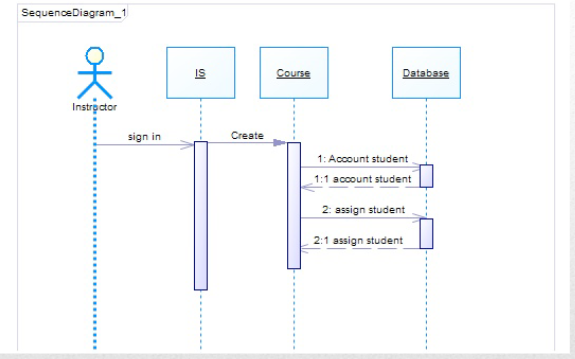 SequenceDiagram_1
IS
Course
Database
Instructor
sign in
Create
1: Account student
1:1 account student
2: assign student
2:1 assign student